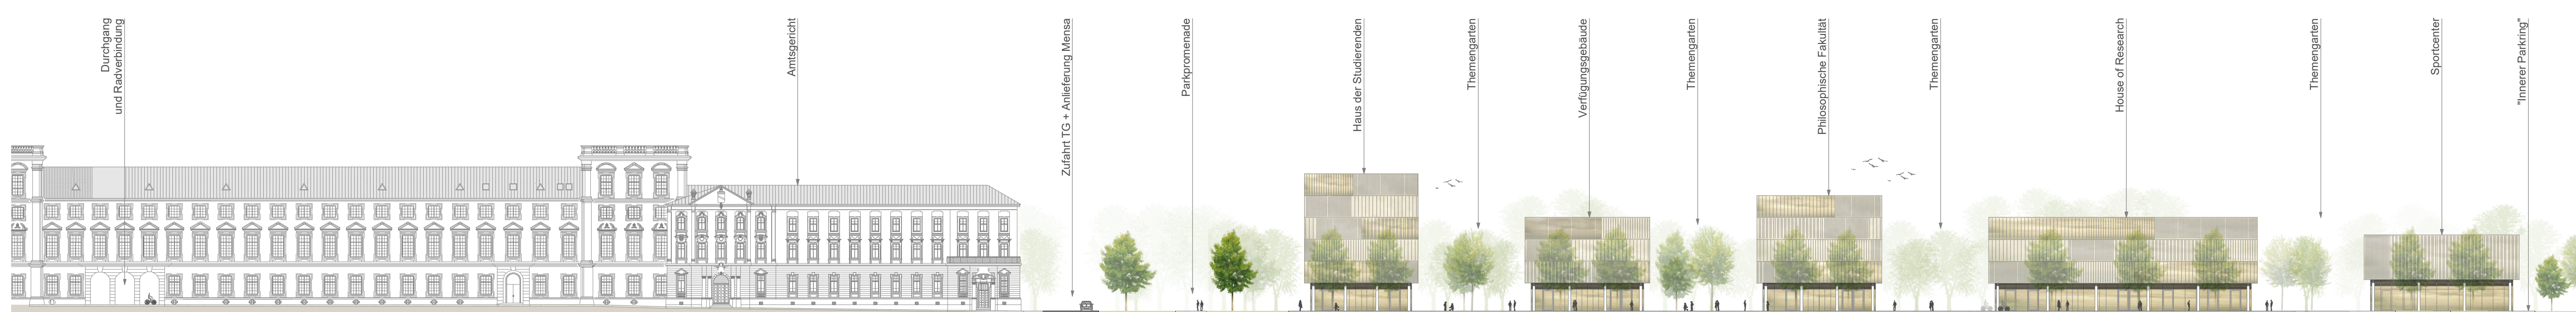 Durchgang
und Radverbindung
Amtsgericht
Zufahrt TG + Anlieferung Mensa
Parkpromenade
Haus der Studierenden
Themengarten
Verfügungsgebäude
Themengarten
Philosophische Fakultät
Themengarten
House of Research
Themengarten
Sportcenter
"Innerer Parkring"